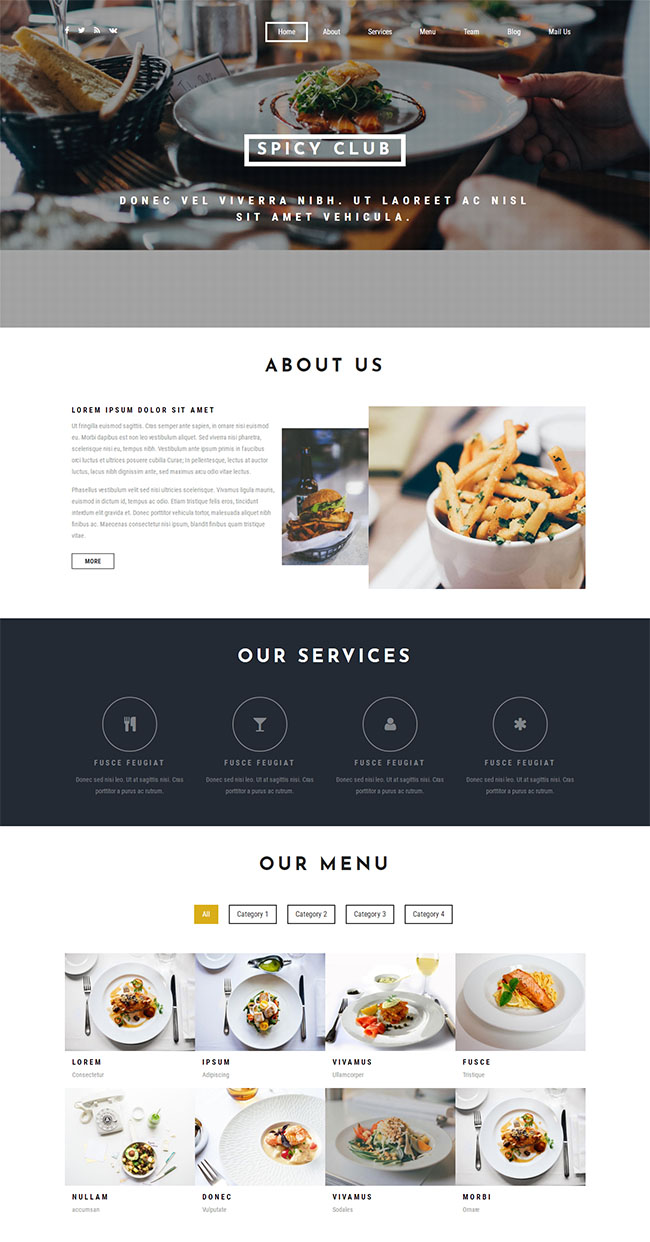 Home About Services Menu Team Blog Mail Us
SPICY CLUB
DONEC VEL VIVERRA NIBH. UT LAOREET AC NISL
SIT AMET VEHICULA.
ABOUT US
LOREM IPSUM DOLOR SIT AMET
Ut fringilla euismod sagittis. Cras semper ante sapien, in ornare nisi euismod
eu. Morbi dapibus est non leo vestibulum aliquet. Sed viverra nisi pharetra,
scelerisque nisi eu, tempus nibh. Vestibulum ante ipsum primis in faucibus
orci luctus et ultrices posuere cubilia Curae; In pellentesque, lectus at auctor
luctus, lacus nibh dignissim ante, sed maximus arcu odio vitae lectus.
Phasellus vestibulum velit sed nisi ultricies scelerisque. Vivamus ligula mauris,
euismod in dictum id, tempus ac odio. Etiam tristique felis eros, tincidunt
interdum elit gravida et. Donec porttitor vehicula tortor, malesuada aliquet nibh
finibus ac. Maecenas consectetur nisi ipsum, blandit finibus quam tristique
vitae.
MORE
OUR SERVICES
FUSCE FEUGIAT FUSCE FEUGIAT FUSCE FEUGIAT FUSCE FEUGIAT
Donec sed nisi leo. Ut at sagittis nisi. Cras Donec sed nisi leo. Ut at sagittis nisi. Cras Donec sed nisi leo. Ut at sagittis nisi. Cras Donec sed nisi leo. Ut at sagittis nisi. Cras
porttitor a purus ac rutrum. porttitor a purus ac rutrum. porttitor a purus ac rutrum. porttitor a purus ac rutrum.
OUR MENU
All Category 1 Category 2 Category 3 Category 4
LOREM IPSUM VIVAMUS FUSCE
Consectetur Adipiscing Ullamcorper Tristique
NULLAM DONEC VIVAMUS MORBI
accumsan Vulputate Sodales Ornare